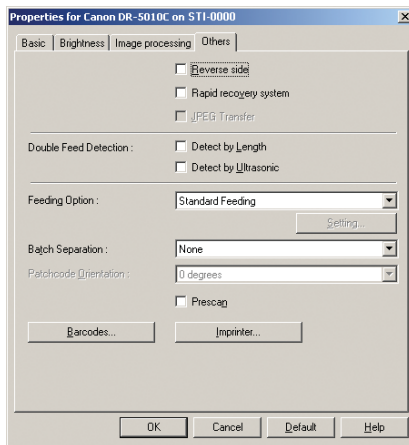 Properties for Canon DR-5010C on STI-0000
Basic Brightness Image processing Others
Reverse side
Rapid recovery system
JPEG Transfer
Double Feed Detection : Detect by Length
Detect by Ultrasonic
Feeding Option : Standard Feeding
Setting...
Batch Separation : None
Patchcode Orientation : 0 degrees
Prescan
Barcodes... Imprinter...
OK Cancel Default Help